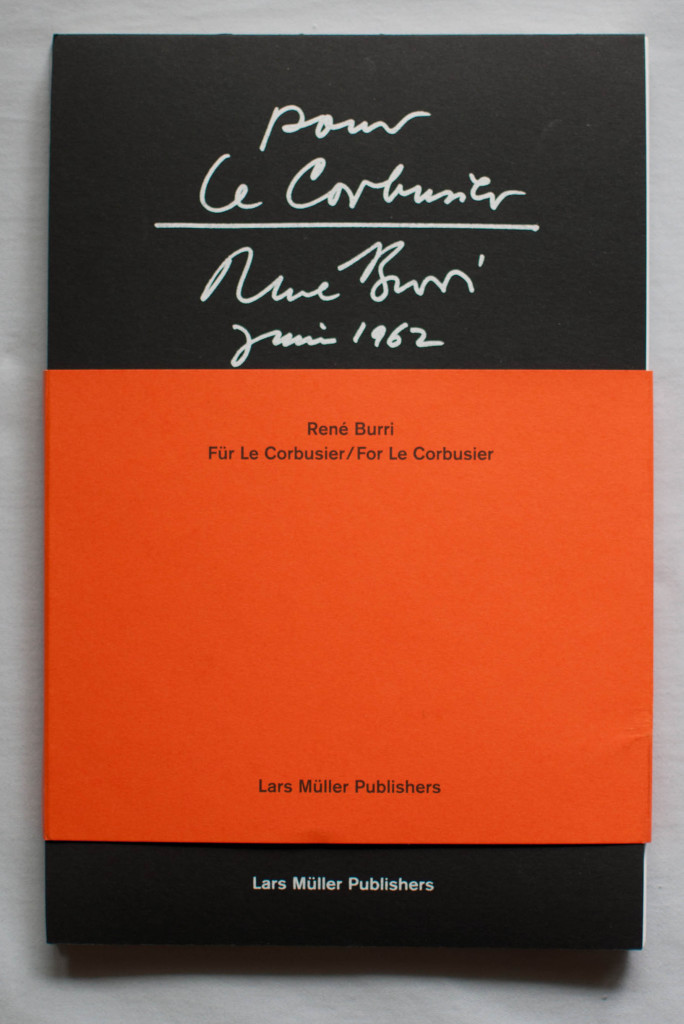 pour
Le Corbusier
René Burri
juin 1962
René Burri
Für Le Corbusier/For Le Corbusier
Lars Müller Publishers
Lars Müller Publishers